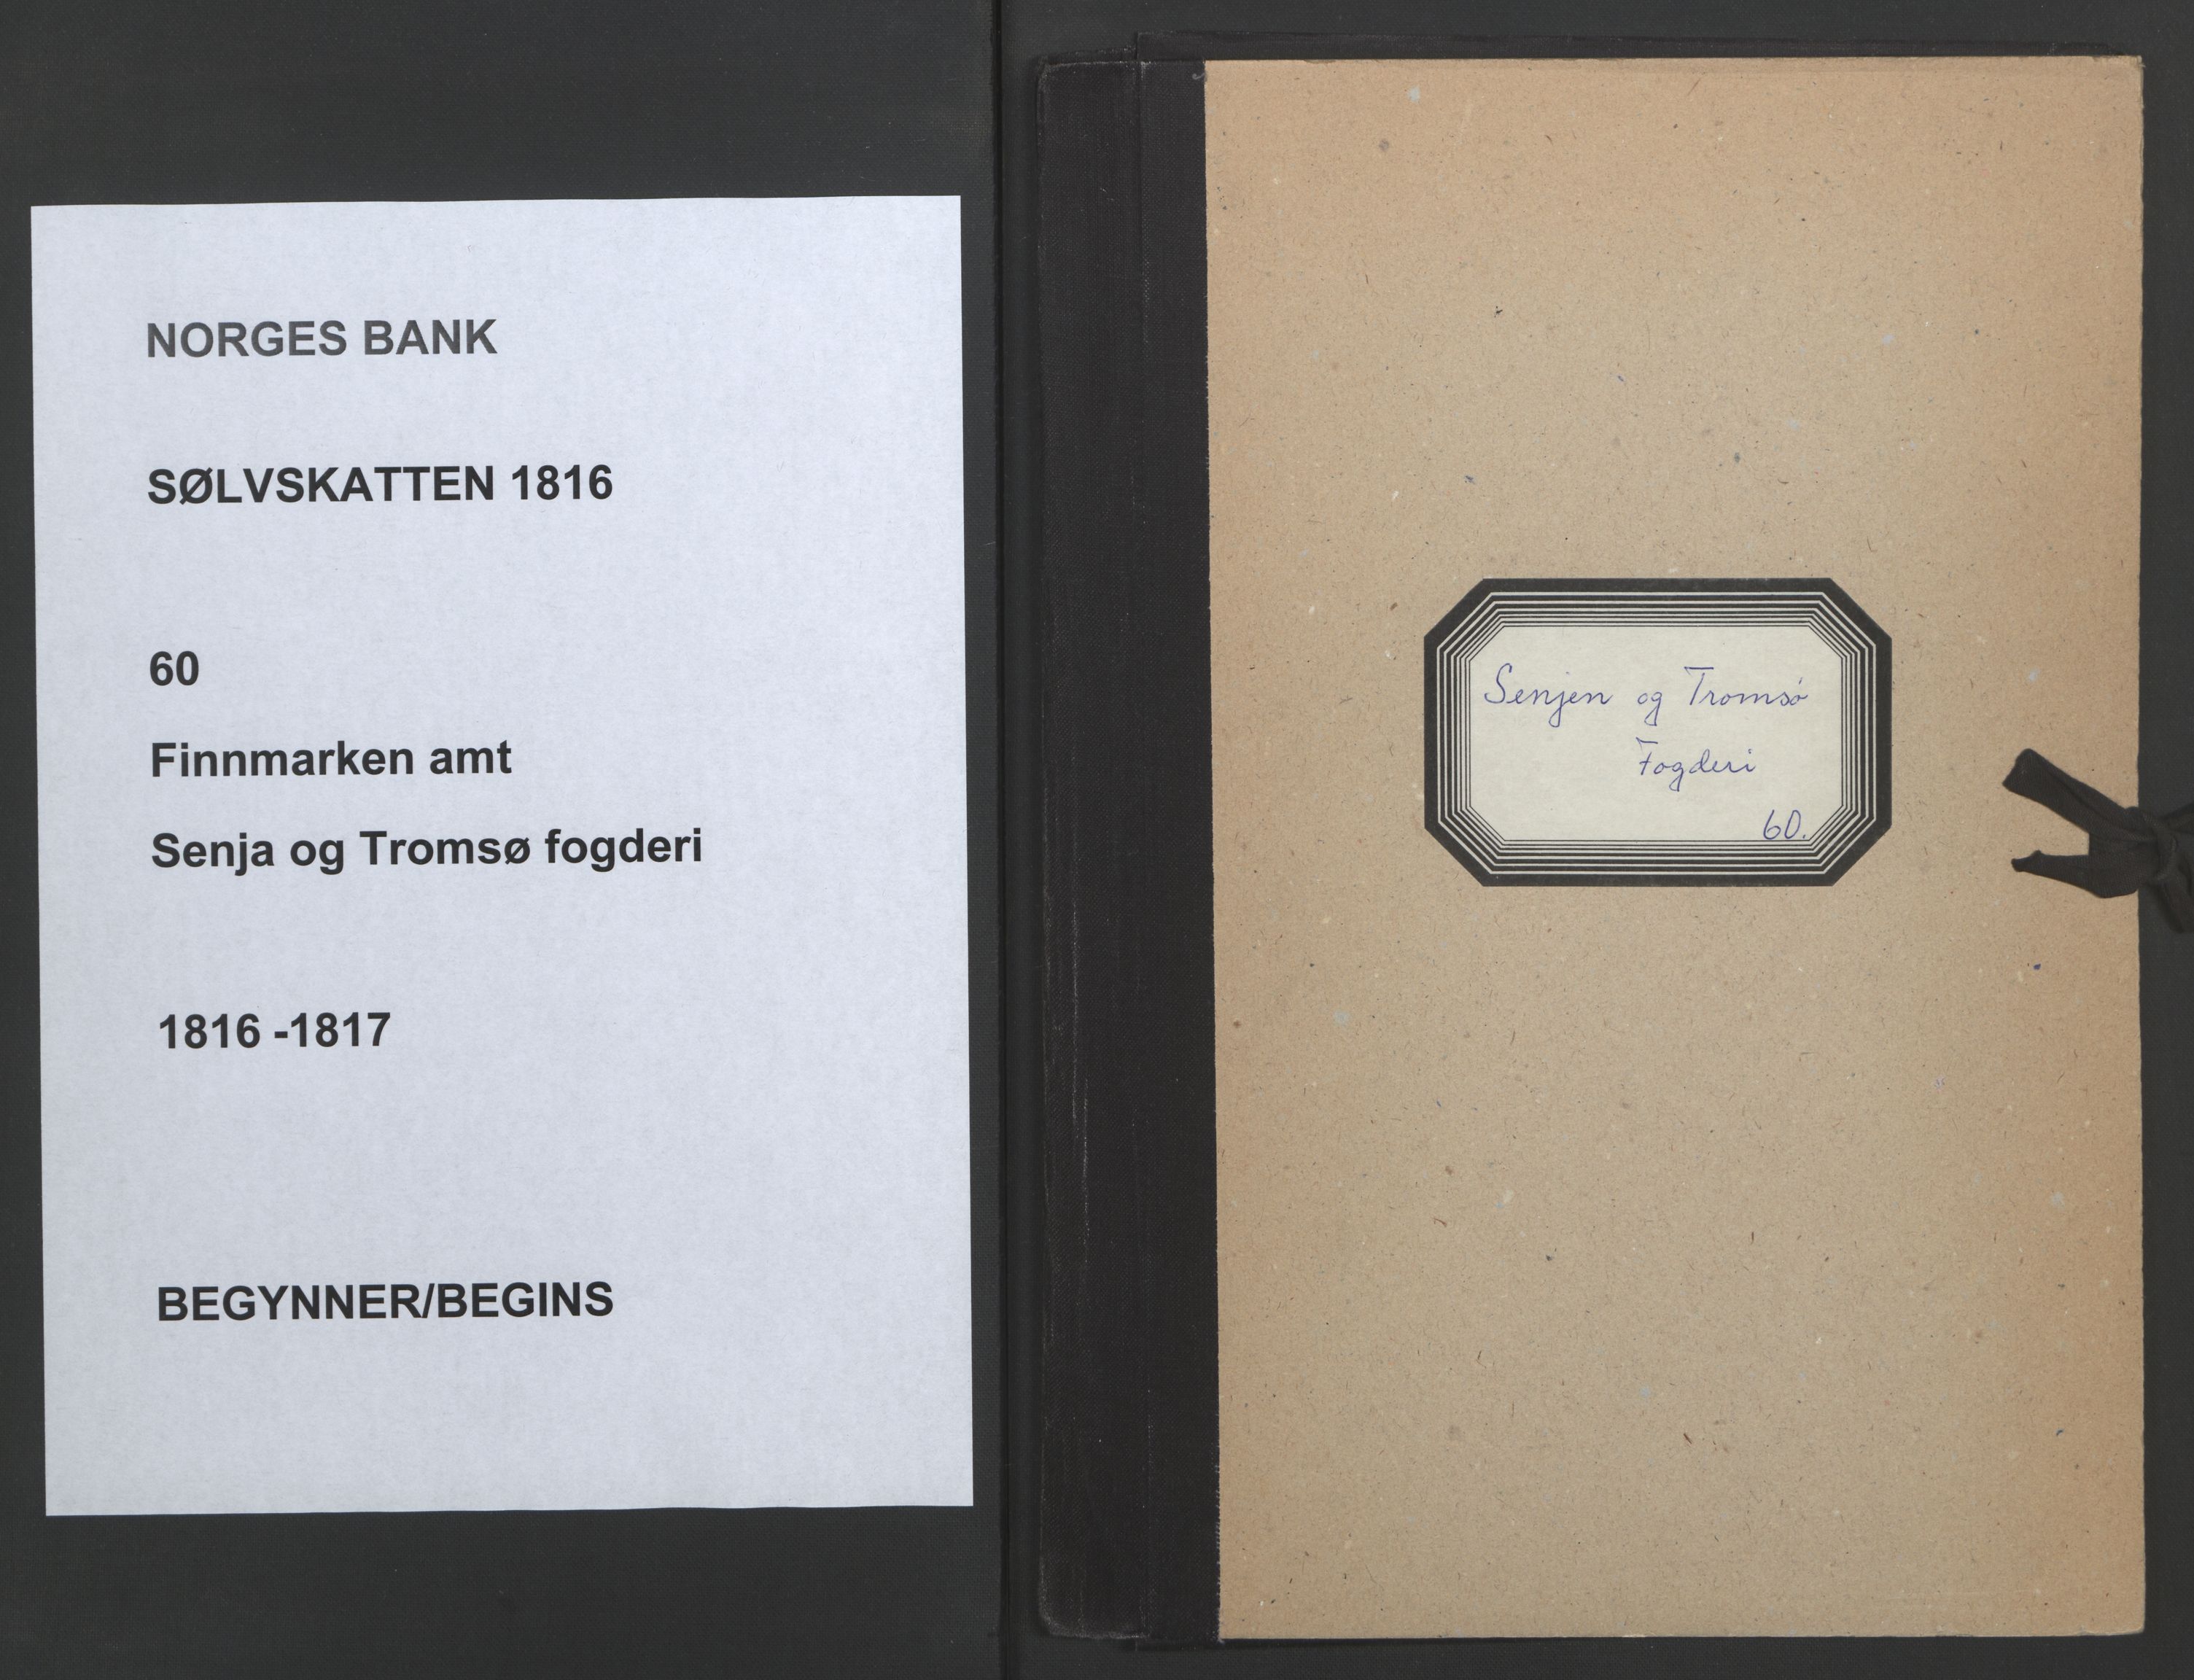 NORGES BANK
SØLVSKATTEN 1816
60
Finnmarken amt
Senja og Tromsø fogderi
1816 -1817
BEGYNNER/BEGINS
Senjen og Tromsø
Fogderi
60.